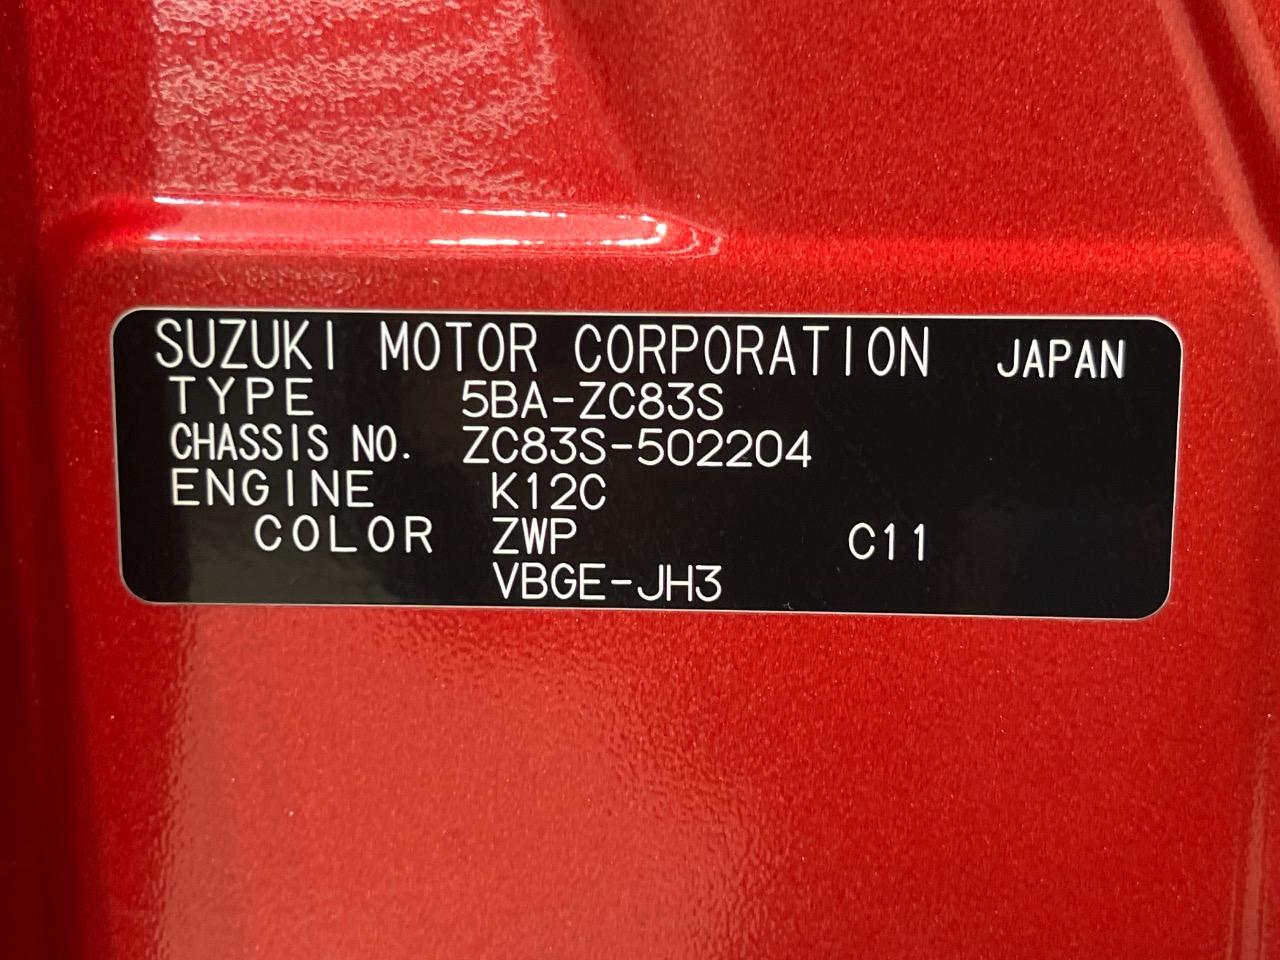 SUZUKI MOTOR CORPORATION JAPAN
TYPE 5BA-ZC83S
CHASSIS NO. ZC83S-502204
ENGINE K12C
COLOR ZWP C11
VBGE-JH3